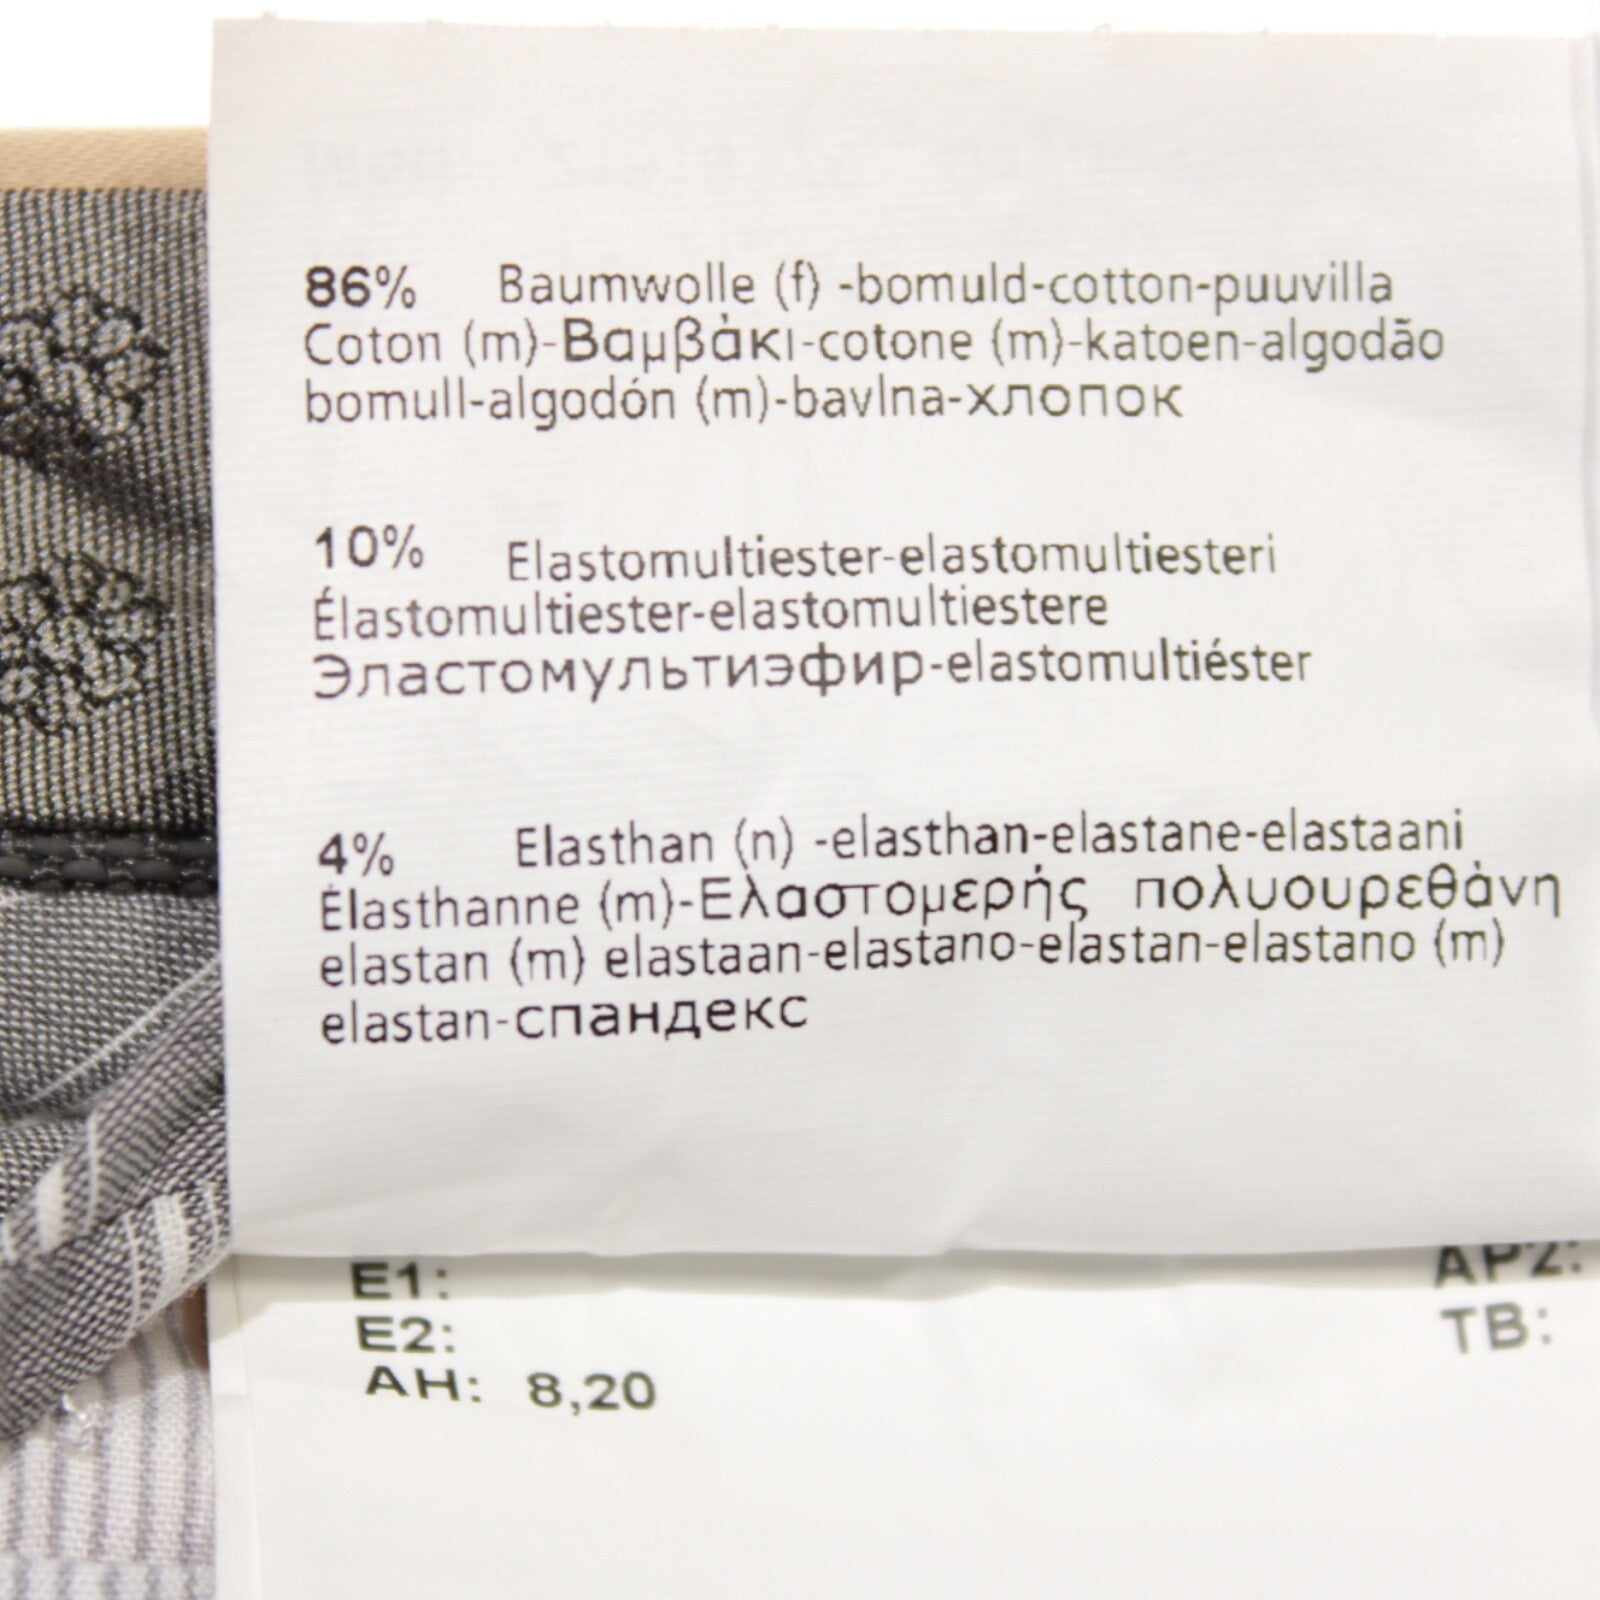 86% Baumwolle (f) -bomuld-cotton-puuvilla
Coton (m)-Βαμβάκι-cotone (m)-katoen-algodão
bomull-algodón (m)-bavlna-хлопок
10% Elastomultiester-elastomultiesteri
Élastomultiester-elastomultiestere
Эластомультиэфир-elastomultiéster
4% Elasthan (n) -elasthan-elastane-elastaani
Élasthanne (m)-Ελαστομερής πολυουρεθάνη
elastan (m) elastaan-elastano-elastan-elastano (m)
elastan-спандекс
E1:
AP2:
E2:
TB:
AH: 8,20